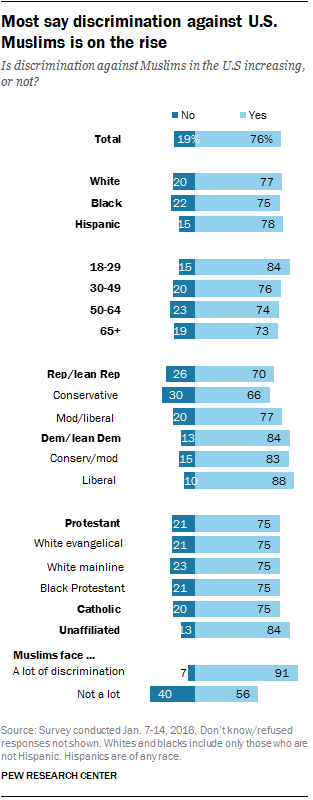 Most say discrimination against U.S.
Muslims is on the rise
Is discrimination against Muslims in the U.S increasing,
or not?
No Yes
Total 19% 76%
White 20 77
Black 22 75
Hispanic 15 78
18-29 15 84
30-49 20 76
50-64 23 74
65+ 19 73
Rep/lean Rep 26 70
Conservative 30 66
Mod/liberal 20 77
Dem/lean Dem 13 84
Conserv/mod 15 83
Liberal 10 88
Protestant 21 75
White evangelical 21 75
White mainline 23 75
Black Protestant 21 75
Catholic 20 75
Unaffiliated 13 84
Muslims face ...
A lot of discrimination 7 91
Not a lot 40 56
Source: Survey conducted Jan. 7-14, 2016. Don't know/refused
responses not shown. Whites and blacks include only those who are
not Hispanic. Hispanics are of any race.
PEW RESEARCH CENTER